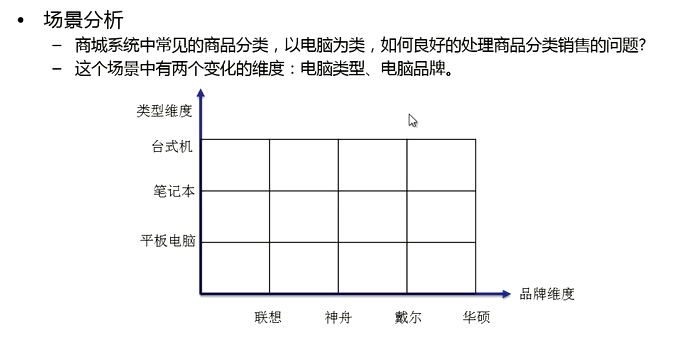 • 场景分析
– 商城系统中常见的商品分类，以电脑为类，如何良好的处理商品分类销售的问题?
– 这个场景中有两个变化的维度：电脑类型、电脑品牌。
类型维度
台式机
笔记本
平板电脑
品牌维度
联想 神舟 戴尔 华硕